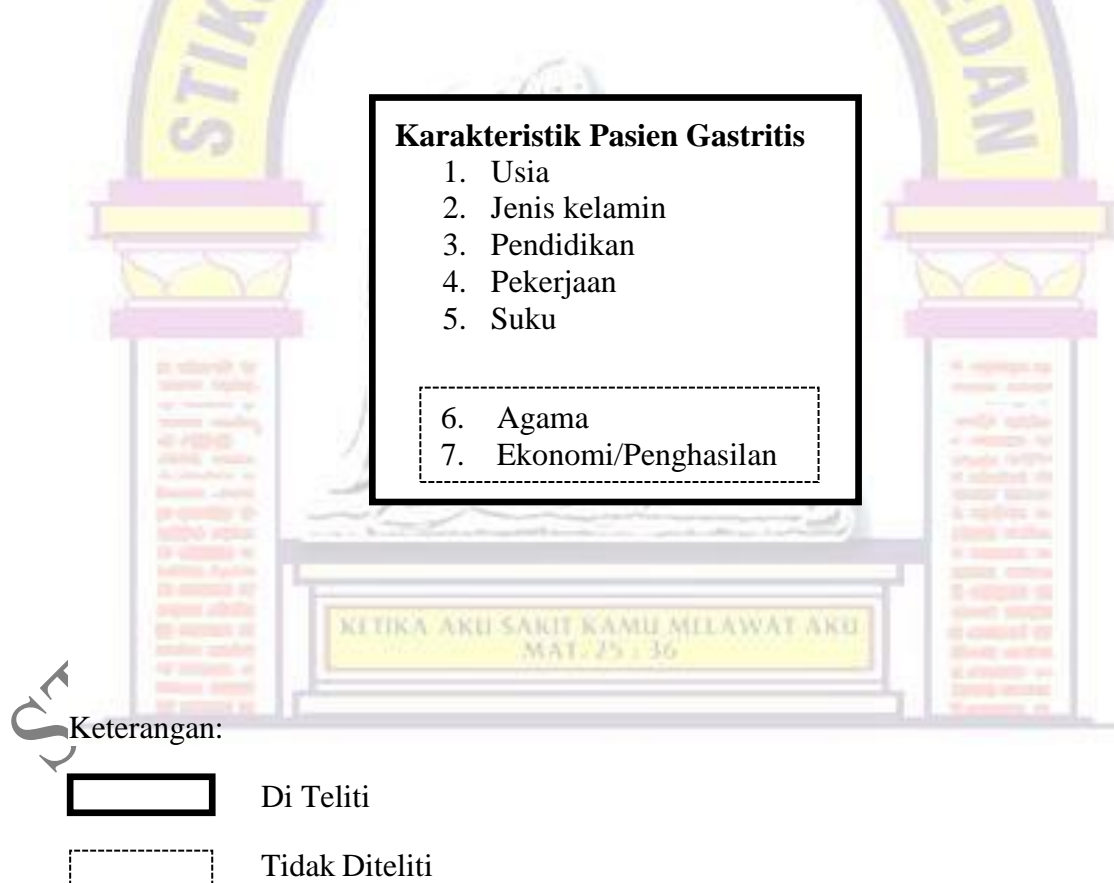 EDAN
Karakteristik Pasien Gastritis
1. Usia
2. Jenis kelamin
3. Pendidikan
4. Pekerjaan
5. Suku
6. Agama
7. Ekonomi/Penghasilan
KETIKA AKU SAKIT KAMU MELAWAT AKU
MAT. 25 : 36
Keterangan:
Di Teliti
Tidak Diteliti